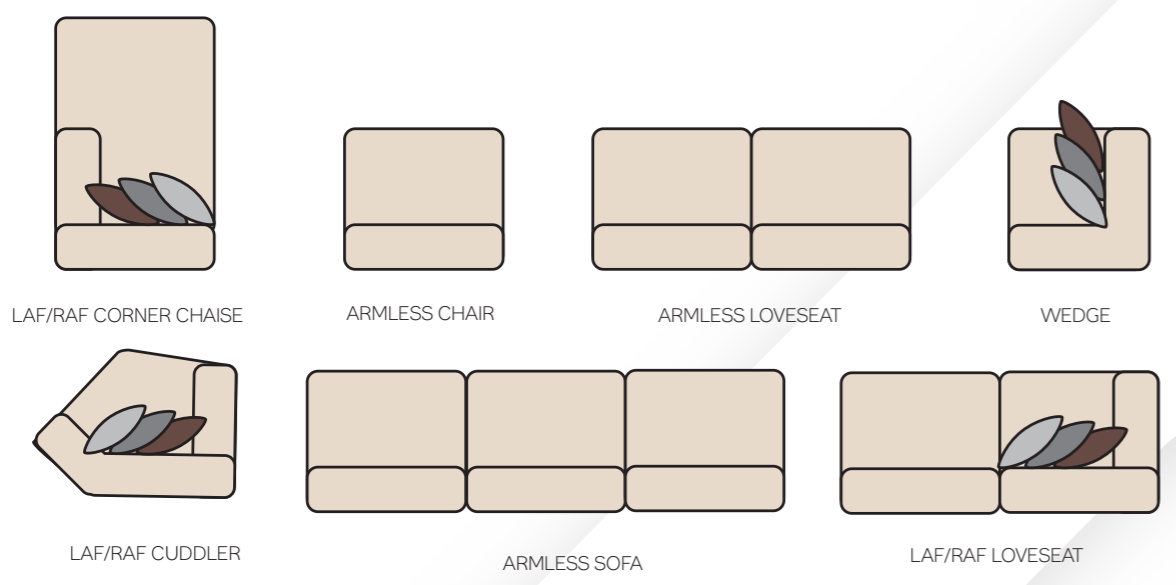 LAF/RAF CORNER CHAISE
ARMLESS CHAIR
ARMLESS LOVESEAT
WEDGE
LAF/RAF CUDDLER
ARMLESS SOFA
LAF/RAF LOVESEAT